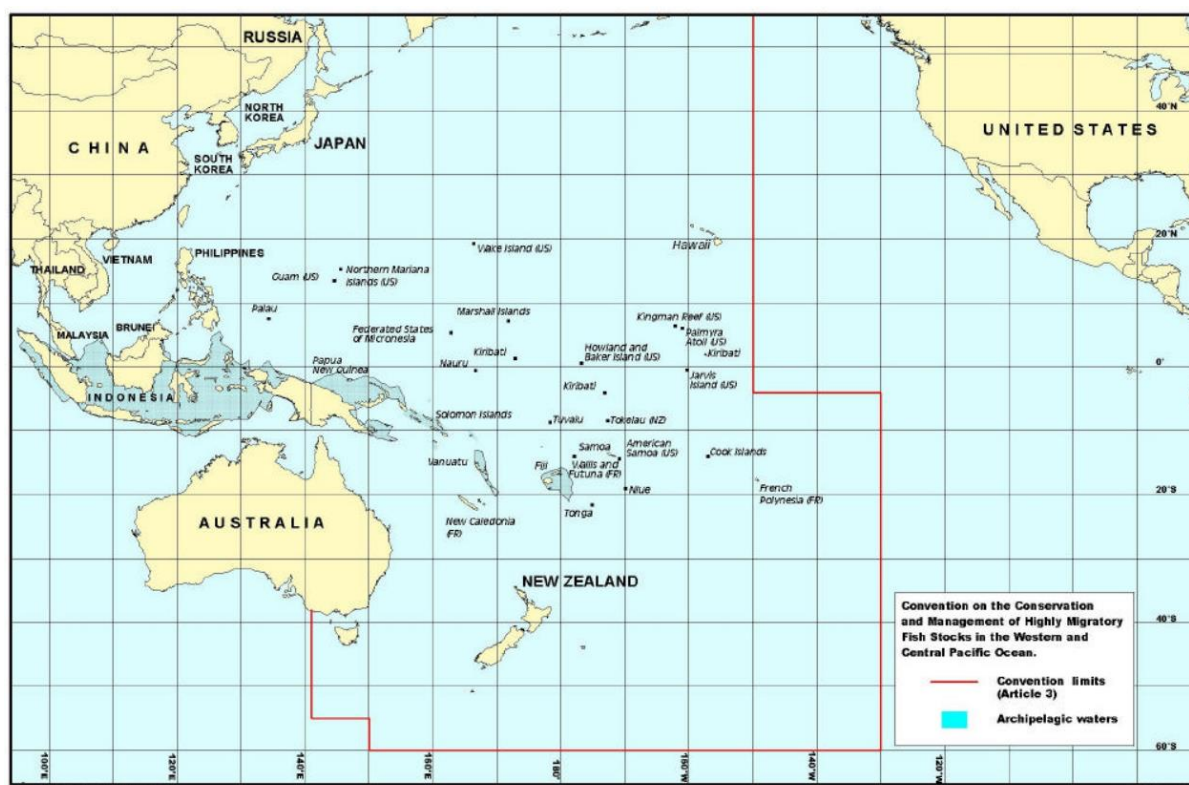 RUSSIA
NORTH
KOREA
CHINA
JAPAN
SOUTH
KOREA
UNITED STATES
40°N
20°N
0°
20°S
40°S
60°S
Wake Island (US)
Hawaii
VIETNAM
PHILIPPINES
THAILAND
Guam (US)
Northern Mariana
Islands (US)
Palau
Marshall Islands
Kingman Reef (US)
Palmyra
Atoll (US)
Kiribati
MALAYSIA
BRUNEI
Federated States
of Micronesia
Kiribati
Howland and
Baker Island (US)
Papua
New Guinea
Nauru
Jarvis
Island (US)
INDONESIA
Kiribati
Solomon Islands
Tuvalu
Tokelau (NZ)
Samoa
American
Samoa (US)
Cook Islands
Vanuatu
Fiji
Wallis and
Futuna (FR)
Niue
French
Polynesia (FR)
AUSTRALIA
New Caledonia
(FR)
Tonga
NEW ZEALAND
Convention on the Conservation
and Management of Highly Migratory
Fish Stocks in the Western and
Central Pacific Ocean.
Convention limits
(Article 3)
Archipelagic waters
100°E
120°E
140°E
160°E
180°
160°W
140°W
120°W